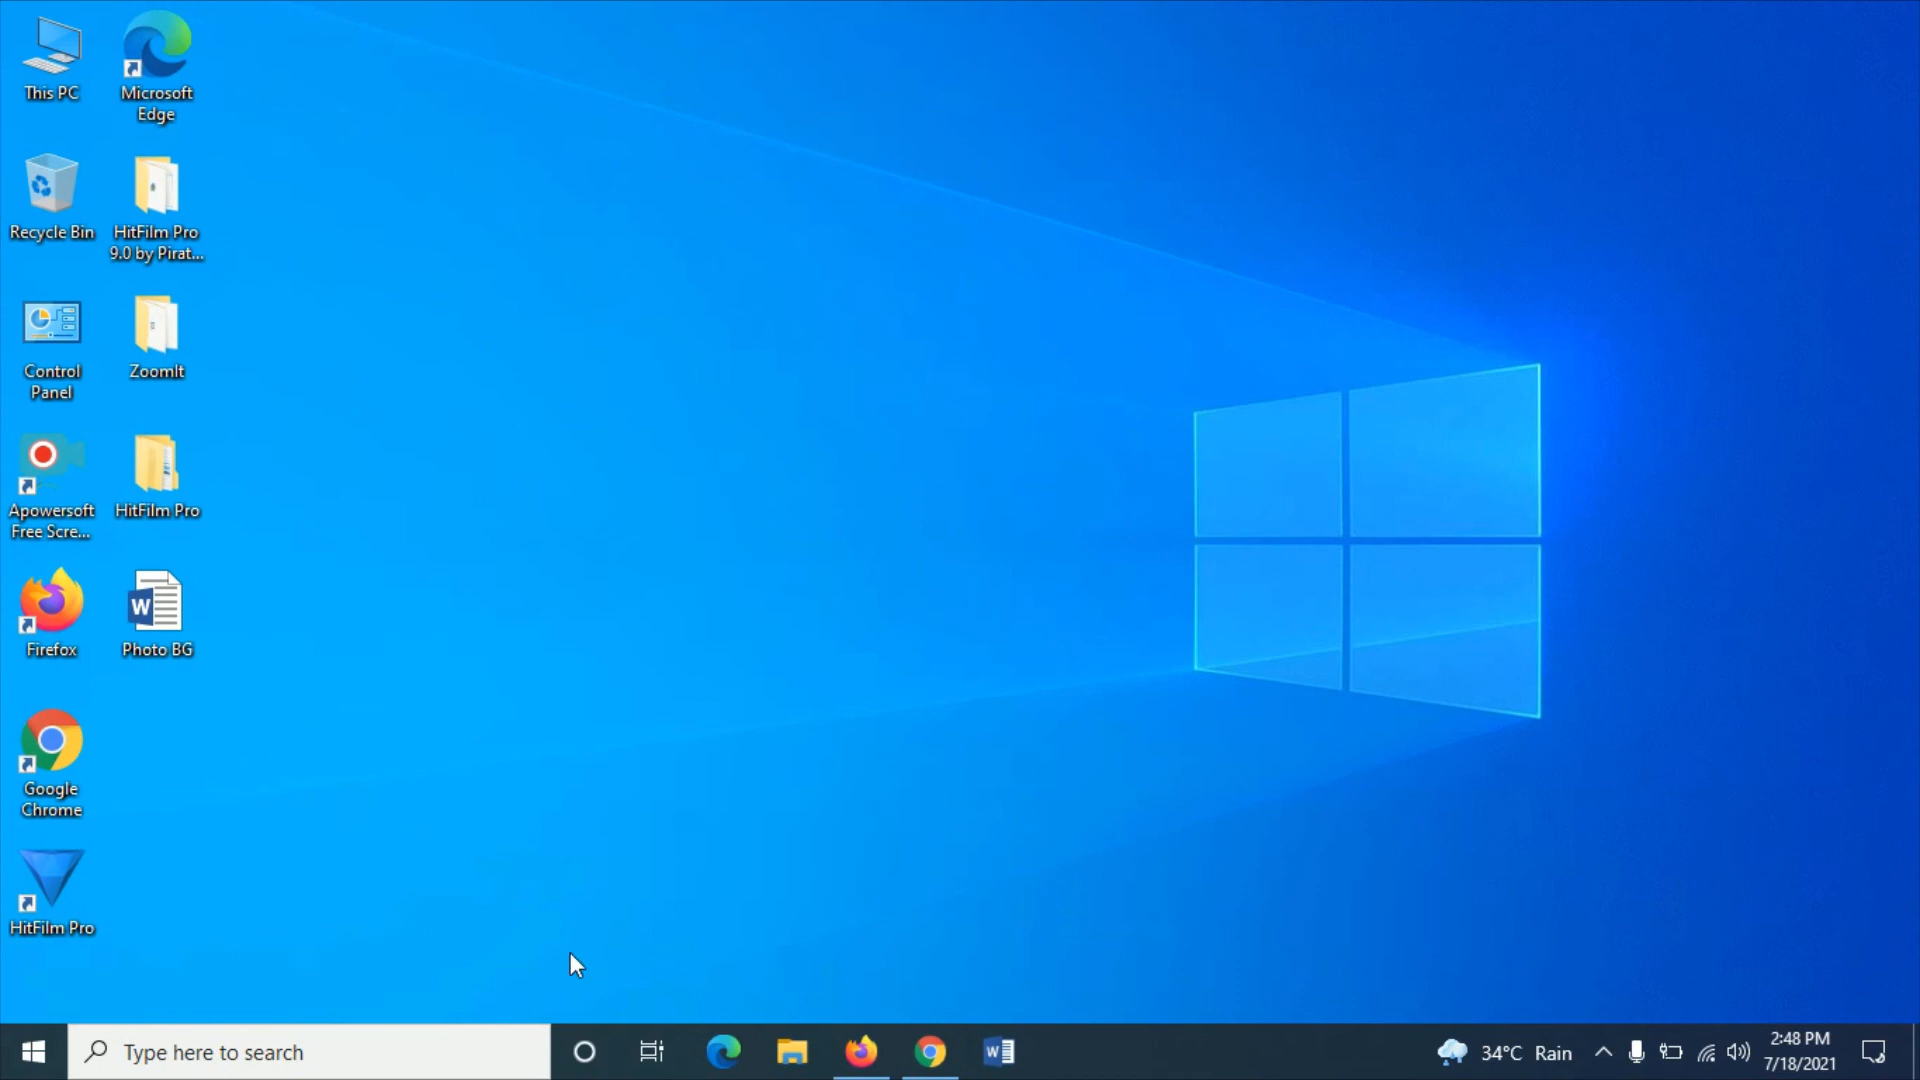 This PC
Microsoft
Edge
Recycle Bin
HitFilm Pro
9.0 by Pirat...
Control
Panel
ZoomIt
Apowersoft
Free Scre...
HitFilm Pro
Firefox
W
Photo BG
Google
Chrome
HitFilm Pro
Type here to search
W
34°C Rain
2:48 PM
7/18/2021